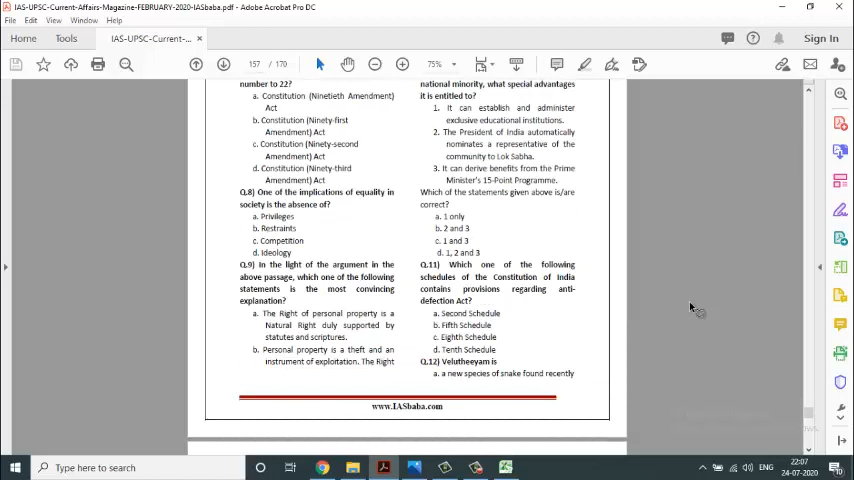 IAS-UPSC-Current-Affairs-Magazine-FEBRUARY-2020-IASbaba.pdf - Adobe Acrobat Pro DC
File Edit View Window Help
Home Tools IAS-UPSC-Current-... × Sign In
157 / 170 75%
number to 22?
a. Constitution (Ninetieth Amendment)
Act
b. Constitution (Ninety-first
Amendment) Act
c. Constitution (Ninety-second
Amendment) Act
d. Constitution (Ninety-third
Amendment) Act
Q.8) One of the implications of equality in
society is the absence of?
a. Privileges
b. Restraints
c. Competition
d. Ideology
Q.9) In the light of the argument in the
above passage, which one of the following
statements is the most convincing
explanation?
a. The Right of personal property is a
Natural Right duly supported by
statutes and scriptures.
b. Personal property is a theft and an
instrument of exploitation. The Right
national minority, what special advantages
it is entitled to?
1. It can establish and administer
exclusive educational institutions.
2. The President of India automatically
nominates a representative of the
community to Lok Sabha.
3. It can derive benefits from the Prime
Minister's 15-Point Programme.
Which of the statements given above is/are
correct?
a. 1 only
b. 2 and 3
c. 1 and 3
d. 1, 2 and 3
Q.11) Which one of the following
schedules of the Constitution of India
contains provisions regarding anti-
defection Act?
a. Second Schedule
b. Fifth Schedule
c. Eighth Schedule
d. Tenth Schedule
Q.12) Velutheeyam is
a. a new species of snake found recently
www.IASbaba.com
Type here to search
ENG
22:07
24-07-2020